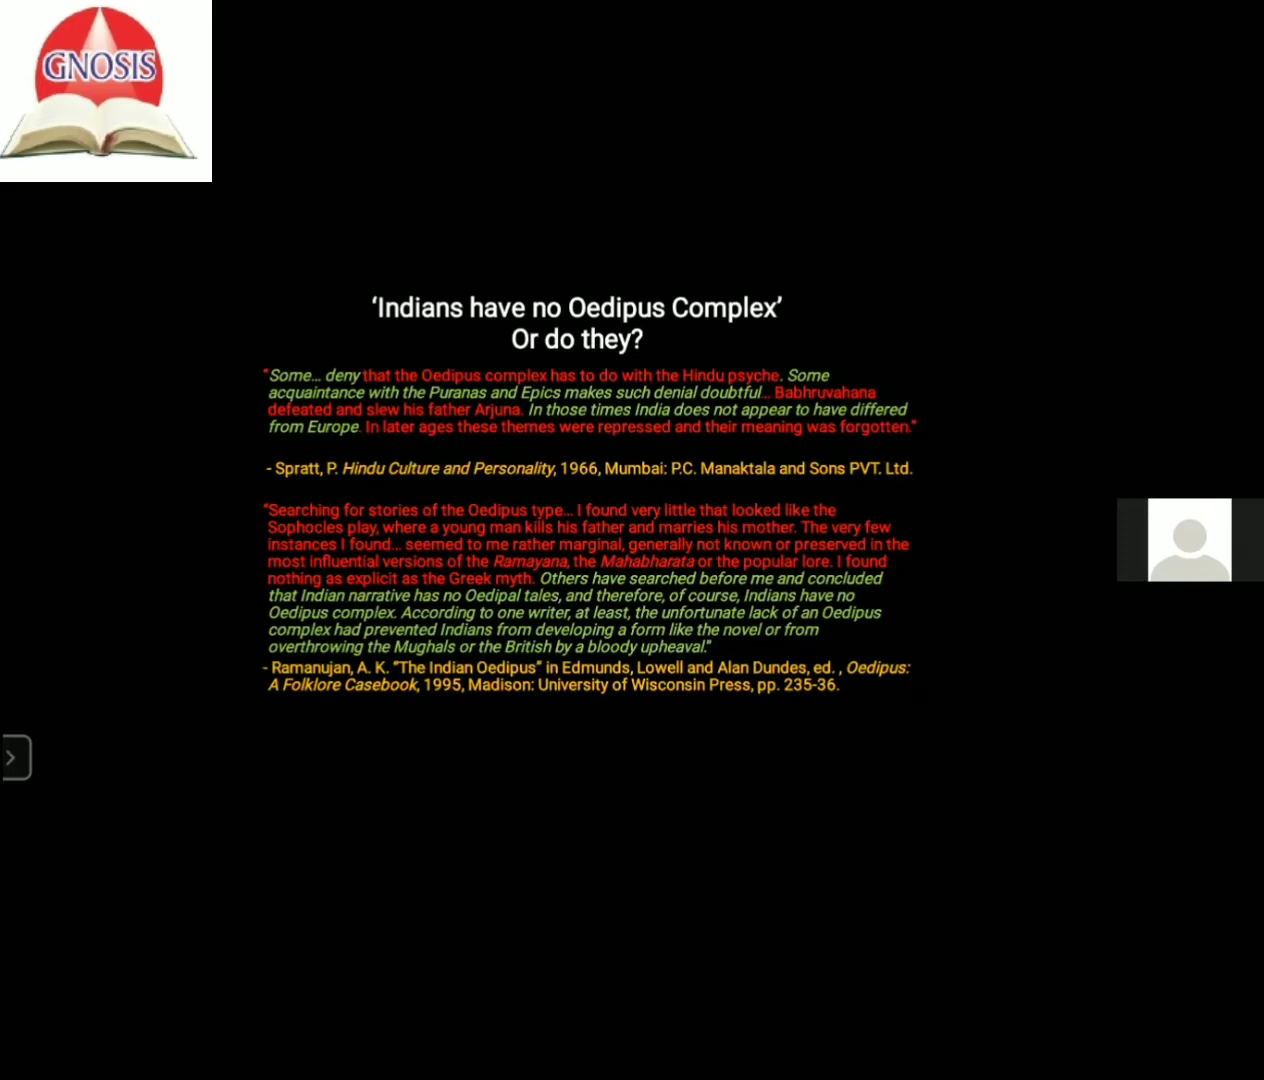 GNOSIS
‘Indians have no Oedipus Complex’
Or do they?
“Some... deny that the Oedipus complex has to do with the Hindu psyche. Some
acquaintance with the Puranas and Epics makes such denial doubtful... Babhruvahana
defeated and slew his father Arjuna. In those times India does not appear to have differed
from Europe. In later ages these themes were repressed and their meaning was forgotten.”
- Spratt, P. Hindu Culture and Personality, 1966, Mumbai: P.C. Manaktala and Sons PVT. Ltd.
“Searching for stories of the Oedipus type... I found very little that looked like the
Sophocles play, where a young man kills his father and marries his mother. The very few
instances I found... seemed to me rather marginal, generally not known or preserved in the
most influential versions of the Ramayana, the Mahabharata or the popular lore. I found
nothing as explicit as the Greek myth. Others have searched before me and concluded
that Indian narrative has no Oedipal tales, and therefore, of course, Indians have no
Oedipus complex. According to one writer, at least, the unfortunate lack of an Oedipus
complex had prevented Indians from developing a form like the novel or from
overthrowing the Mughals or the British by a bloody upheaval.”
- Ramanujan, A. K. “The Indian Oedipus” in Edmunds, Lowell and Alan Dundes, ed. , Oedipus:
A Folklore Casebook, 1995, Madison: University of Wisconsin Press, pp. 235-36.